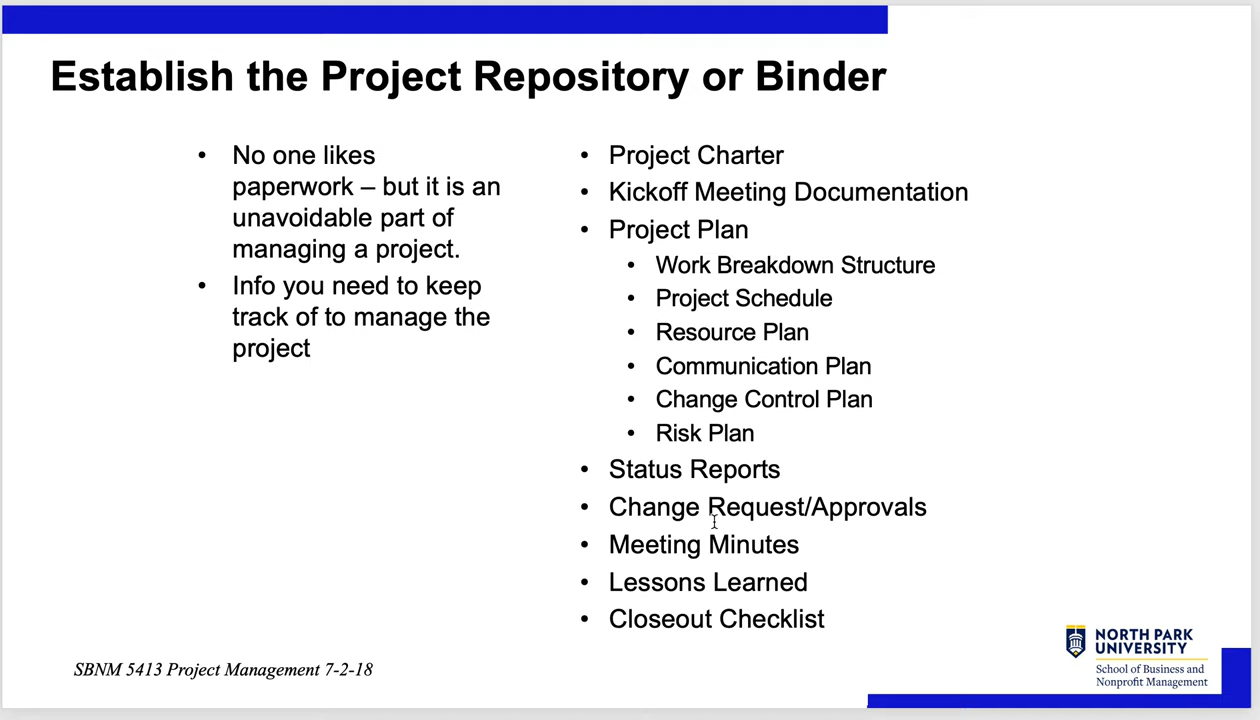 Establish the Project Repository or Binder
• No one likes
paperwork – but it is an
unavoidable part of
managing a project.
• Info you need to keep
track of to manage the
project
• Project Charter
• Kickoff Meeting Documentation
• Project Plan
• Work Breakdown Structure
• Project Schedule
• Resource Plan
• Communication Plan
• Change Control Plan
• Risk Plan
• Status Reports
• Change Request/Approvals
• Meeting Minutes
• Lessons Learned
• Closeout Checklist
SBNM 5413 Project Management 7-2-18
NORTH PARK
UNIVERSITY
School of Business and
Nonprofit Management